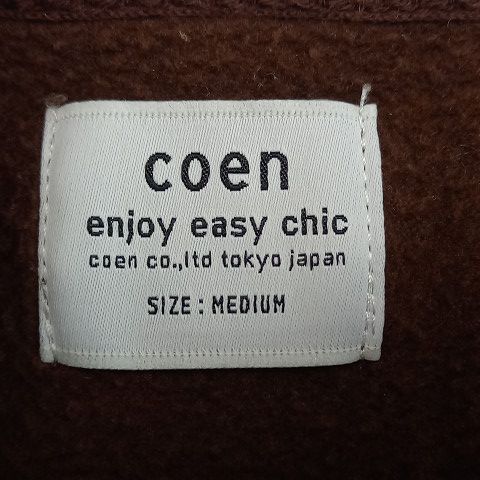 coen
enjoy easy chic
coen co.,ltd tokyo japan
SIZE : MEDIUM